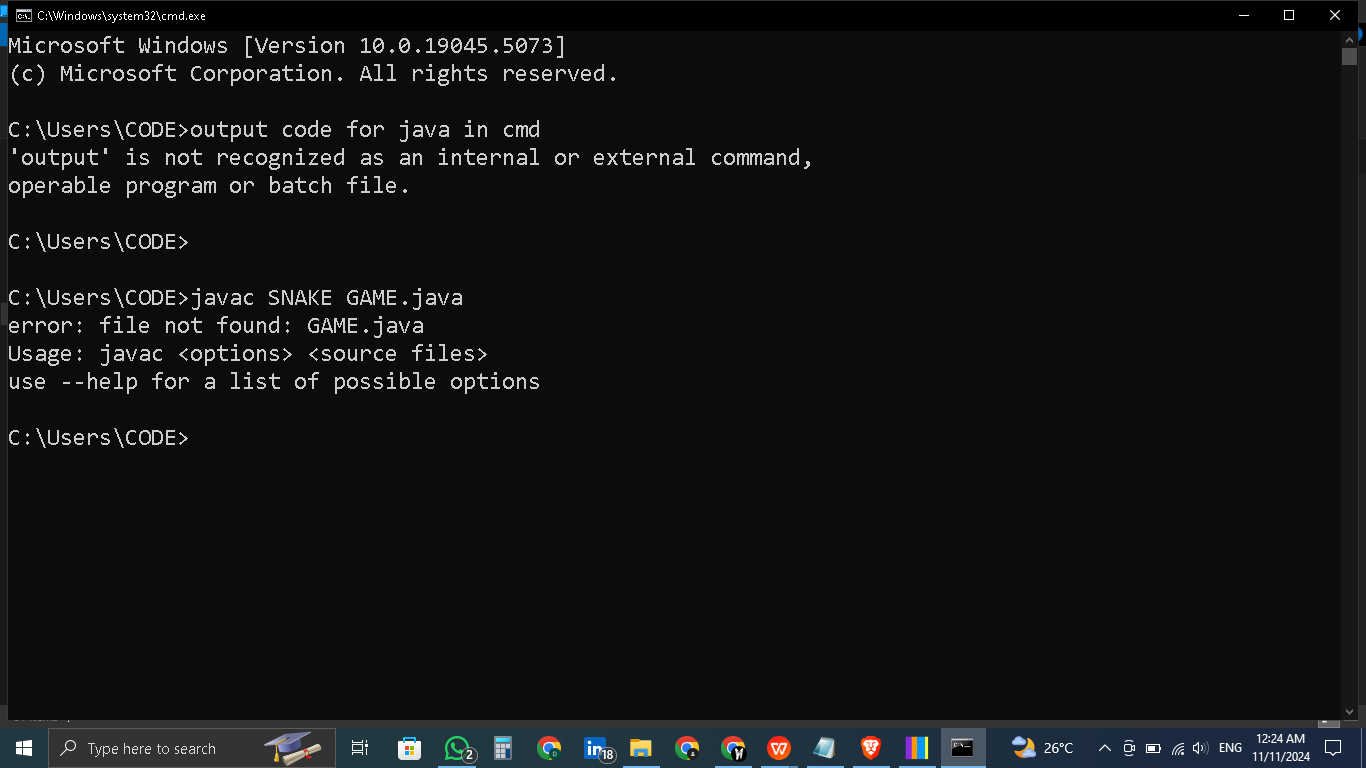 C:\Windows\system32\cmd.exe
Microsoft Windows [Version 10.0.19045.5073]
(c) Microsoft Corporation. All rights reserved.
C:\Users\CODE>output code for java in cmd
'output' is not recognized as an internal or external command,
operable program or batch file.
C:\Users\CODE>
C:\Users\CODE>javac SNAKE GAME.java
error: file not found: GAME.java
Usage: javac <options> <source files>
use --help for a list of possible options
C:\Users\CODE>
Type here to search
2
18
26°C
ENG
12:24 AM
11/11/2024